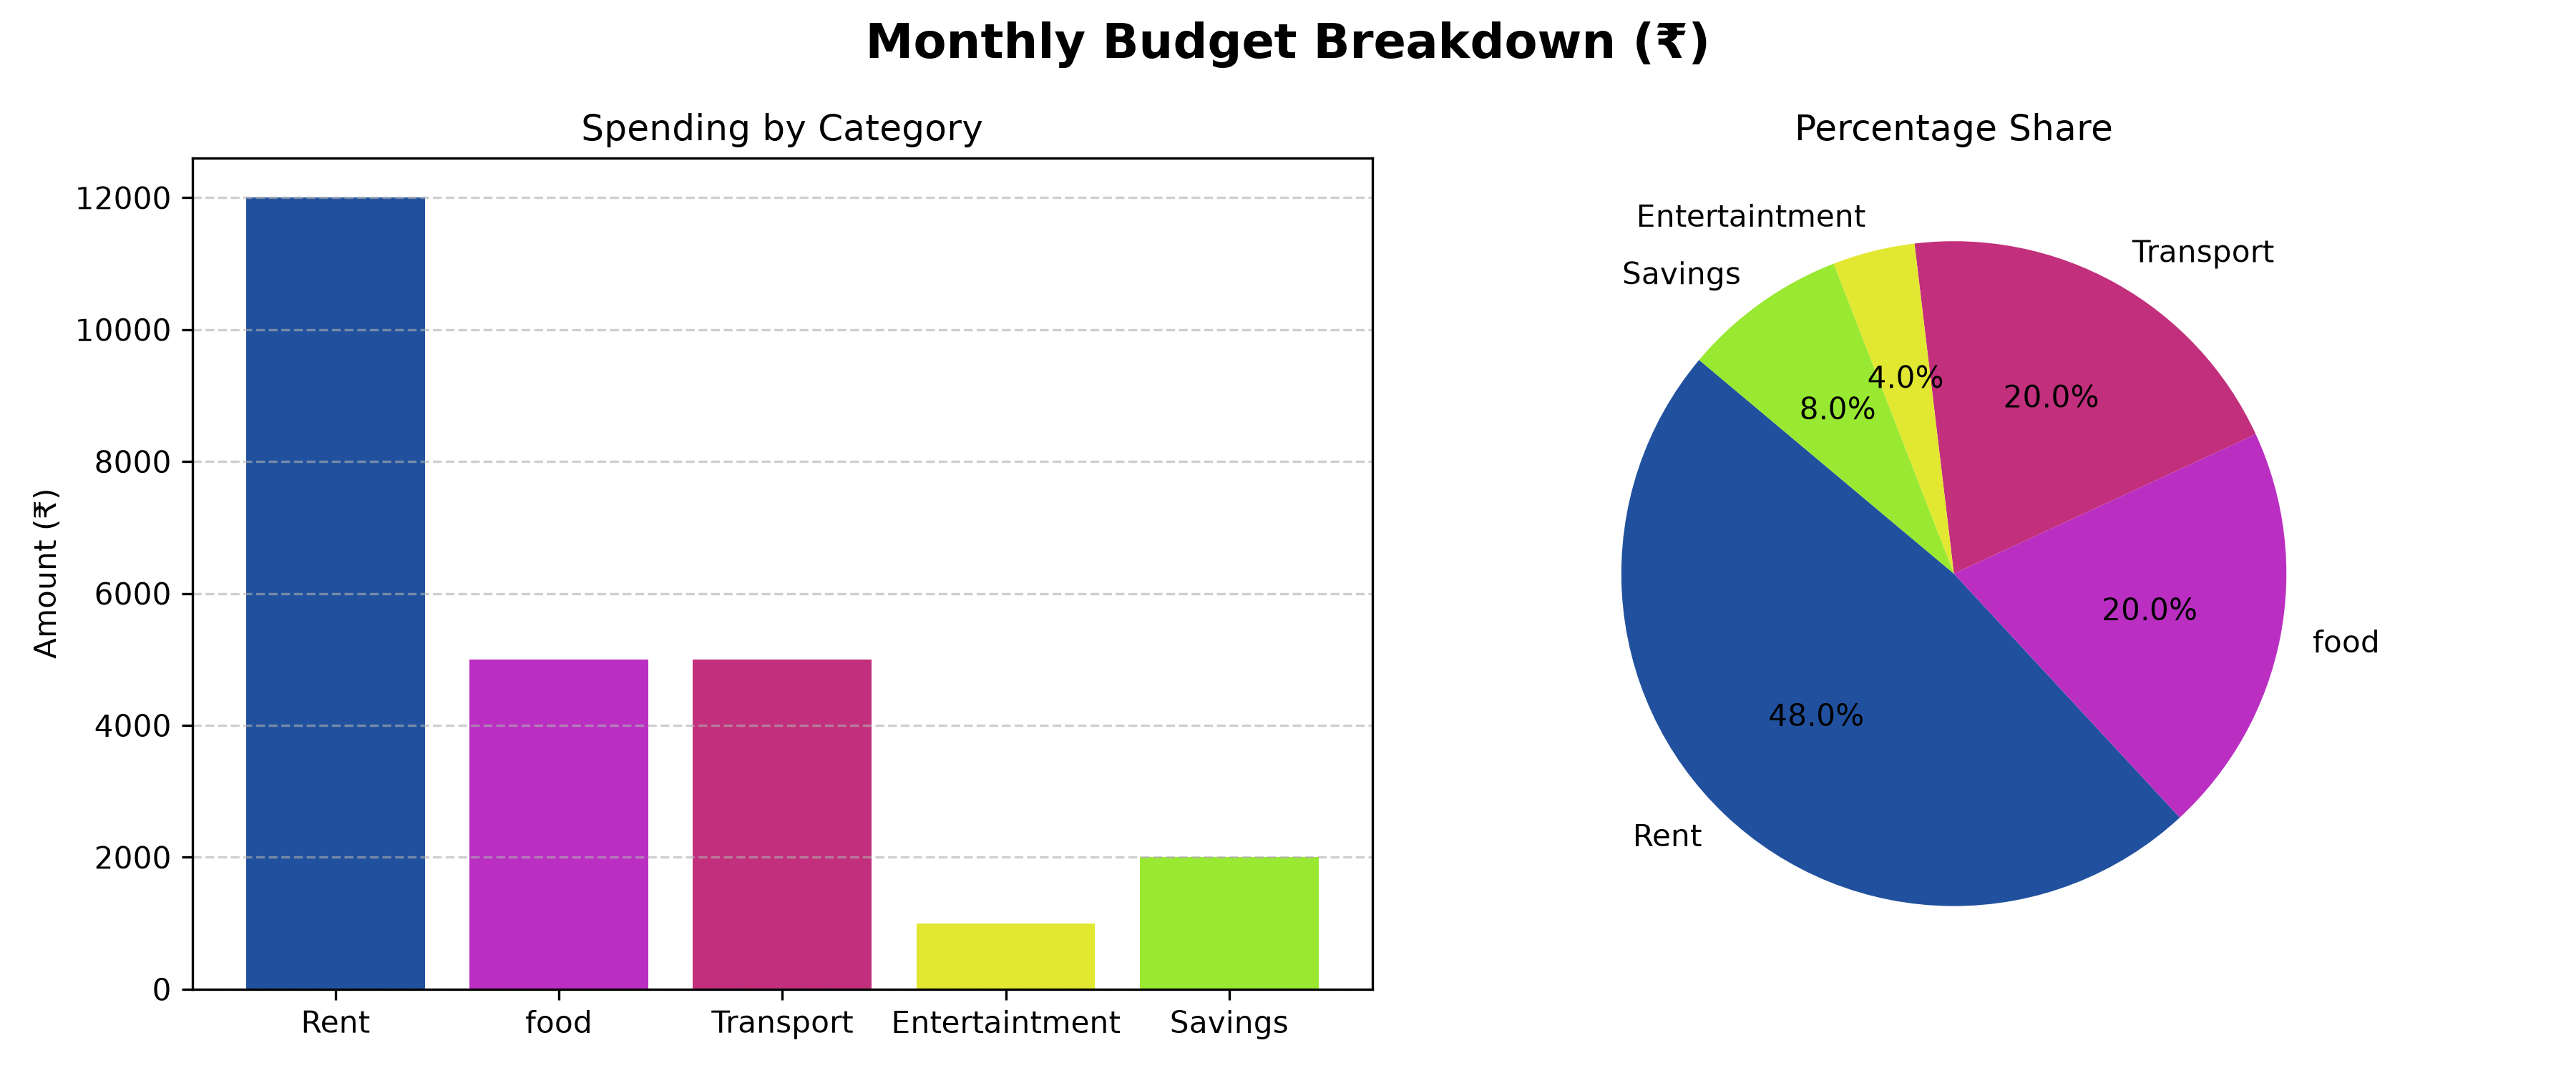 Monthly Budget Breakdown (₹)
Spending by Category
12000
10000
8000
6000
4000
2000
0
Amount (₹)
Rent
food
Transport
Entertaintment
Savings
Percentage Share
Entertaintment
Savings
Transport
4.0%
8.0%
20.0%
20.0%
food
48.0%
Rent